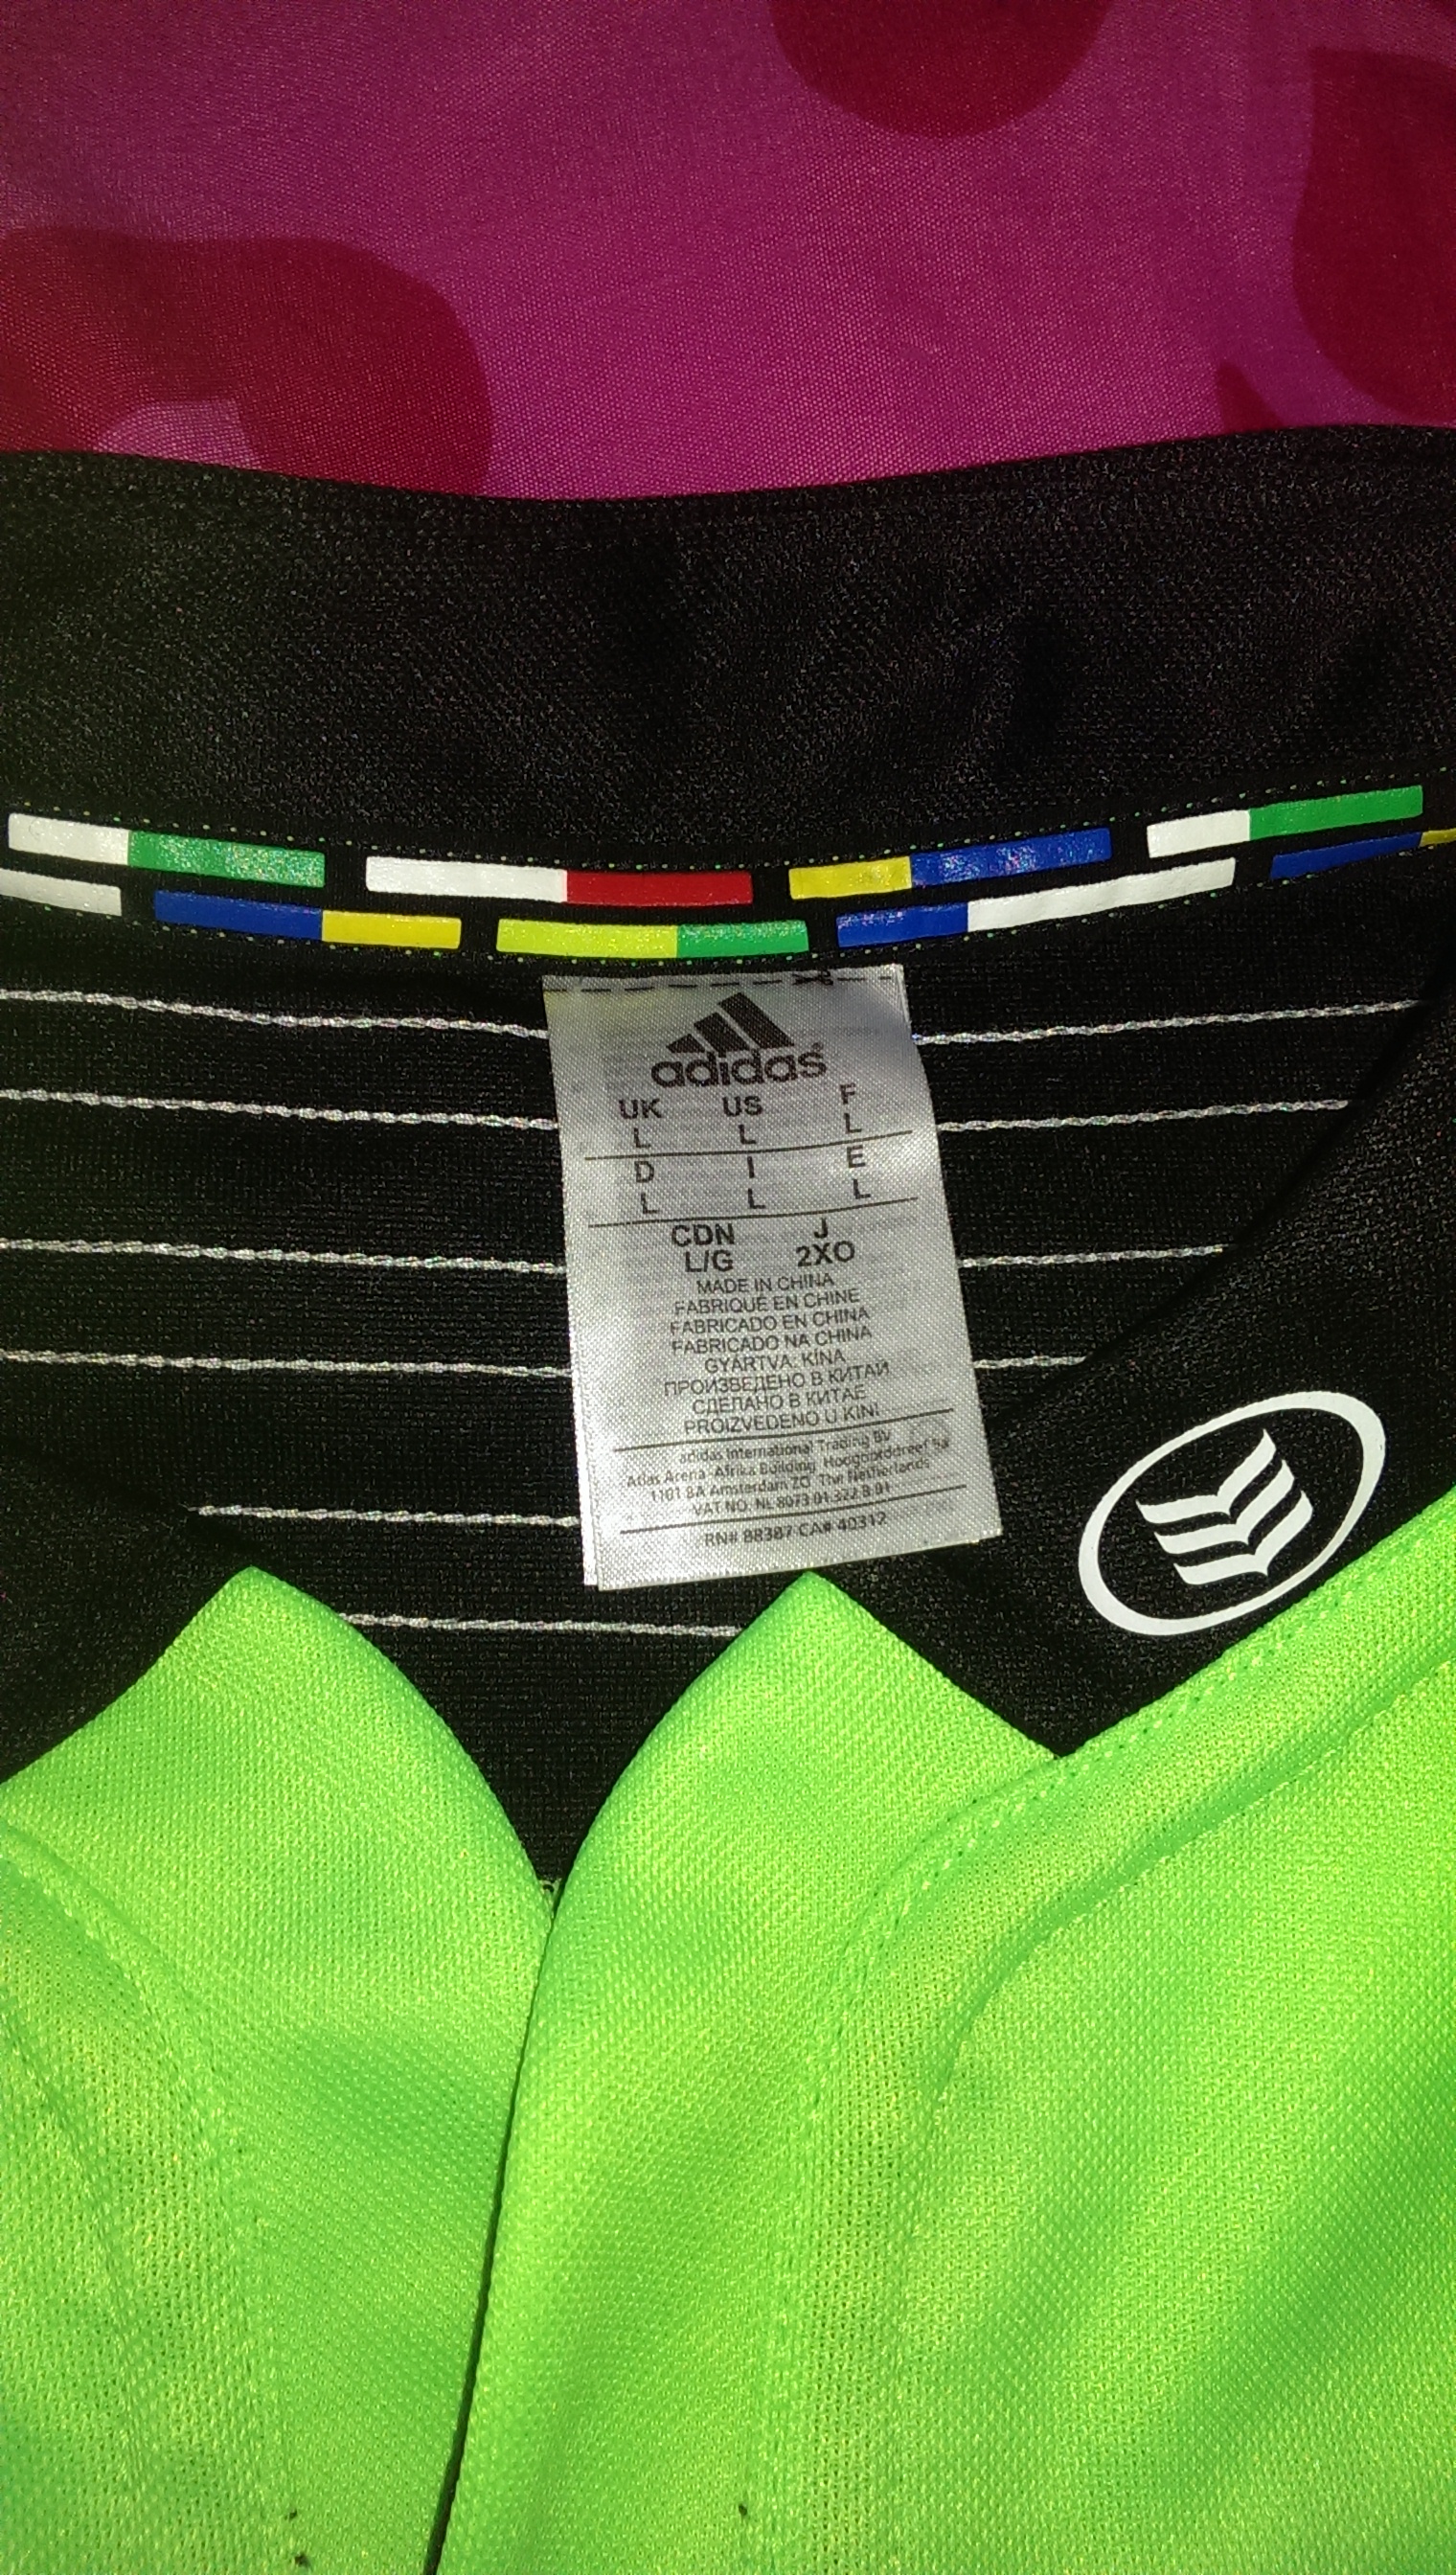 adidas®
UK US F
L L L
D I E
L L L
CDN J
L/G 2XO
MADE IN CHINA
FABRIQUÉ EN CHINE
FABRICADO EN CHINA
FABRICADO NA CHINA
GYÁRTVA: KÍNA
ПРОИЗВЕДЕНО В КИТАЙ
СДЕЛАНО В КИТАЕ
PROIZVEDENO U KINI
adidas International Trading BV
Atlas Arena Afrika Building Hoogoorddreef 9a
1101 BA Amsterdam ZO The Netherlands
VAT NO. NL 8073.01.322.B.01
RN# 88387 CA# 40312